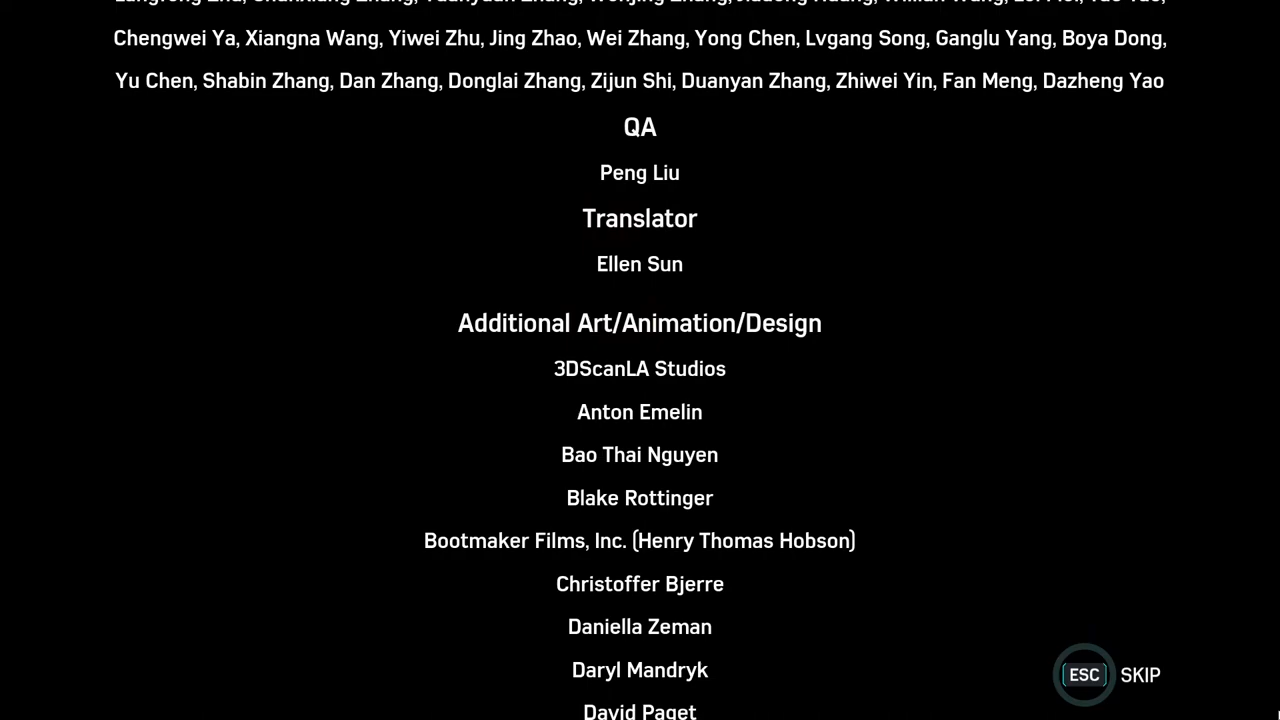 Chengwei Ya, Xiangna Wang, Yiwei Zhu, Jing Zhao, Wei Zhang, Yong Chen, Lvgang Song, Ganglu Yang, Boya Dong,
Yu Chen, Shabin Zhang, Dan Zhang, Donglai Zhang, Zijun Shi, Duanyan Zhang, Zhiwei Yin, Fan Meng, Dazheng Yao
QA
Peng Liu
Translator
Ellen Sun
Additional Art/Animation/Design
3DScanLA Studios
Anton Emelin
Bao Thai Nguyen
Blake Rottinger
Bootmaker Films, Inc. (Henry Thomas Hobson)
Christoffer Bjerre
Daniella Zeman
Daryl Mandryk
David Paget
ESC SKIP